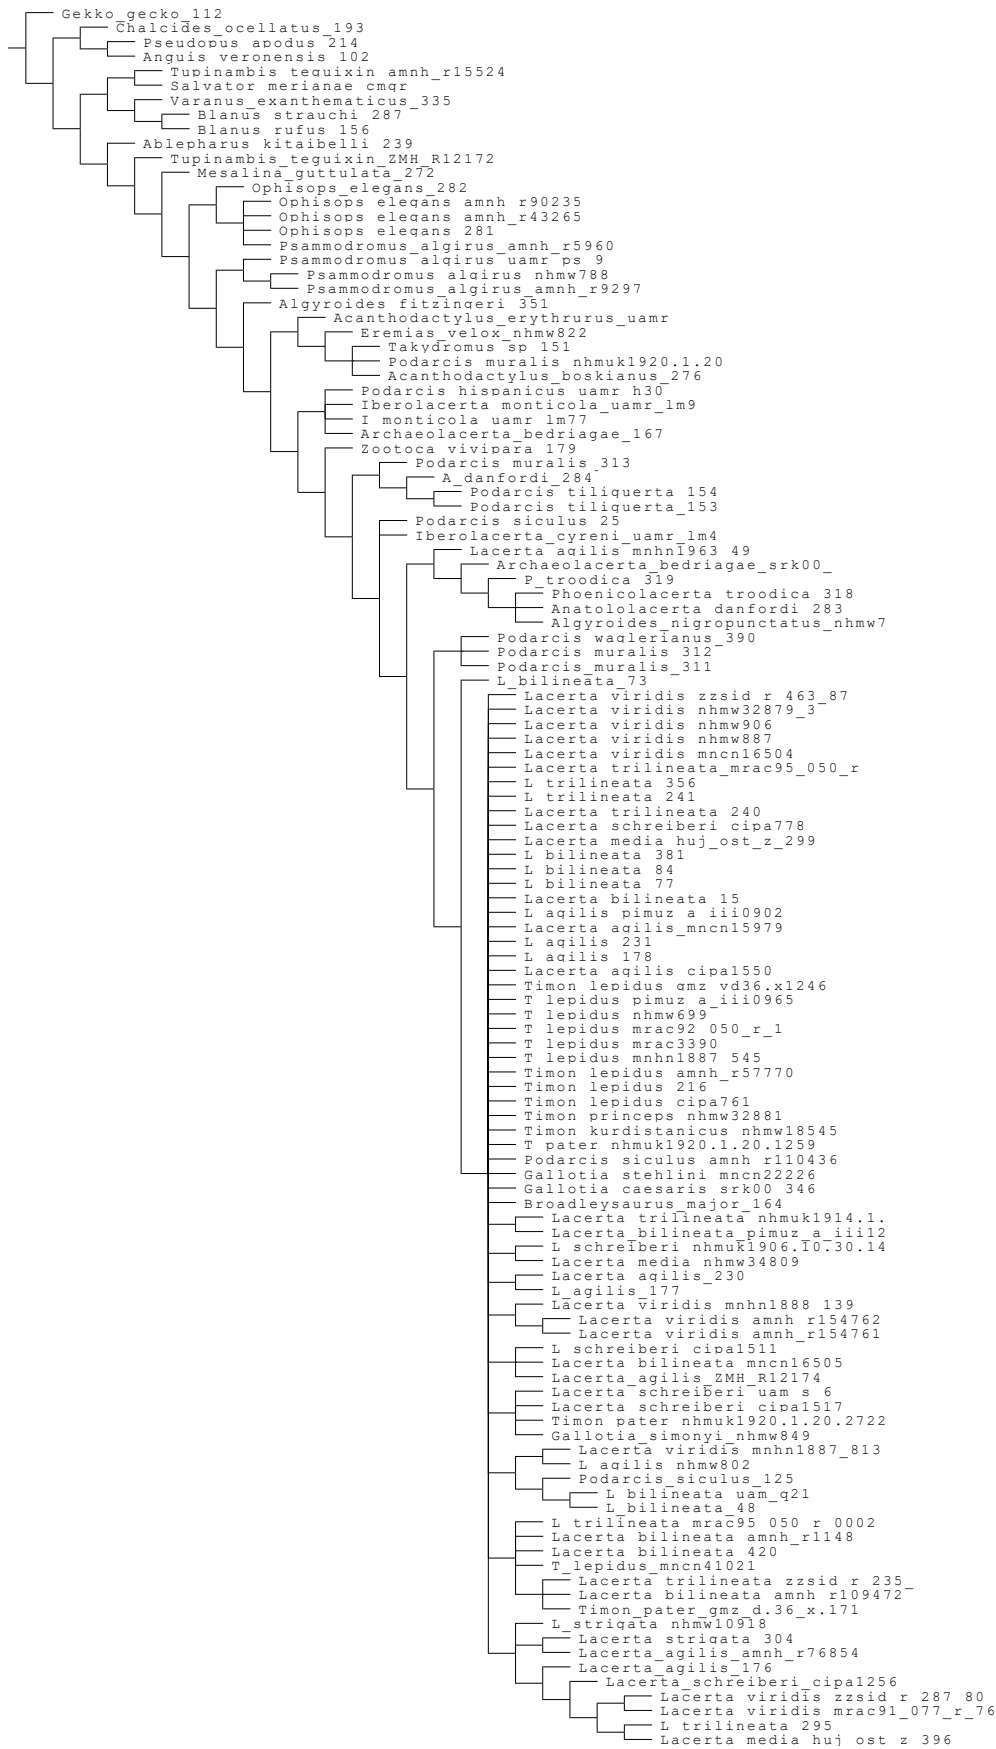 Gekko_gecko_112
Chalcides_ocellatus_193
Pseudopus_apodus_214
Anguis_veronensis_102
Tupinambis_teguixin_amnh_r15524
Salvator_merianae_cmgr
Varanus_exanthematicus_335
Blanus_strauchi_287
Blanus_rufus_156
Ablepharus_kitaibelli_239
Tupinambis_teguixin_ZMH_R12172
Mesalina_guttulata_272
Ophisops_elegans_282
Ophisops_elegans_amnh_r90235
Ophisops_elegans_amnh_r43265
Ophisops_elegans_281
Psammodromus_algirus_amnh_r5960
Psammodromus_algirus_uamr_ps_9
Psammodromus_algirus_nhmw788
Psammodromus_algirus_amnh_r9297
Algyroides_fitzingeri_351
Acanthodactylus_erythrurus_uamr
Eremias_velox_nhmw822
Takydromus_sp_151
Podarcis_muralis_nhmuk1920.1.20
Acanthodactylus_boskianus_276
Podarcis_hispanicus_uamr_h30
Iberolacerta_monticola_uamr_lm9
I_monticola_uamr_lm77
Archaeolacerta_bedriagae_167
Zootoca_vivipara_179
Podarcis_muralis_313
A_danfordi_284
Podarcis_tiliguerta_154
Podarcis_tiliguerta_153
Podarcis_siculus_25
Iberolacerta_cyreni_uamr_lm4
Lacerta_agilis_mnhn1963_49
Archaeolacerta_bedriagae_srk00_
P_troodica_319
Phoenicolacerta_troodica_318
Anatololacerta_danfordi_283
Algyroides_nigropunctatus_nhmw7
Podarcis_waglerianus_390
Podarcis_muralis_312
Podarcis_muralis_311
L_bilineata_73
Lacerta_viridis_zzsid_r_463_87
Lacerta_viridis_nhmw32879_3
Lacerta_viridis_nhmw906
Lacerta_viridis_nhmw887
Lacerta_viridis_mncn16504
Lacerta_trilineata_mrac95_050_r
L_trilineata_356
L_trilineata_241
Lacerta_trilineata_240
Lacerta_schreiberi_cipa778
Lacerta_media_huj_ost_z_299
L_bilineata_381
L_bilineata_84
L_bilineata_77
Lacerta_bilineata_15
L_agilis_pimuz_a_iii0902
Lacerta_agilis_mncn15979
L_agilis_231
L_agilis_178
Lacerta_agilis_cipa1550
Timon_lepidus_gmz_vd36.x1246
T_lepidus_pimuz_a_iii0965
T_lepidus_nhmw699
T_lepidus_mrac92_050_r_1
T_lepidus_mrac3390
T_lepidus_mnhn1887_545
Timon_lepidus_amnh_r57770
Timon_lepidus_216
Timon_lepidus_cipa761
Timon_princeps_nhmw32881
Timon_kurdistanicus_nhmw18545
T_pater_nhmuk1920.1.20.1259
Podarcis_siculus_amnh_r110436
Gallotia_stehlini_mncn22226
Gallotia_caesaris_srk00_346
Broadleysaurus_major_164
Lacerta_trilineata_nhmuk1914.1.
Lacerta_bilineata_pimuz_a_iii12
L_schreiberi_nhmuk1906.10.30.14
Lacerta_media_nhmw34809
Lacerta_agilis_230
L_agilis_177
Lacerta_viridis_mnhn1888_139
Lacerta_viridis_amnh_r154762
Lacerta_viridis_amnh_r154761
L_schreiberi_cipa1511
Lacerta_bilineata_mncn16505
Lacerta_agilis_ZMH_R12174
Lacerta_schreiberi_uam_s_6
Lacerta_schreiberi_cipa1517
Timon_pater_nhmuk1920.1.20.2722
Gallotia_simonyi_nhmw849
Lacerta_viridis_mnhn1887_813
L_agilis_nhmw802
Podarcis_siculus_125
L_bilineata_uam_q21
L_bilineata_48
L_trilineata_mrac95_050_r_0002
Lacerta_bilineata_amnh_r1148
Lacerta_bilineata_420
T_lepidus_mncn41021
Lacerta_trilineata_zzsid_r_235_
Lacerta_bilineata_amnh_r109472
Timon_pater_gmz_d.36_x.171
L_strigata_nhmw10918
Lacerta_strigata_304
Lacerta_agilis_amnh_r76854
Lacerta_agilis_176
Lacerta_schreiberi_cipa1256
Lacerta_viridis_zzsid_r_287_80
Lacerta_viridis_mrac91_077_r_76
L_trilineata_295
Lacerta_media_huj_ost_z_396